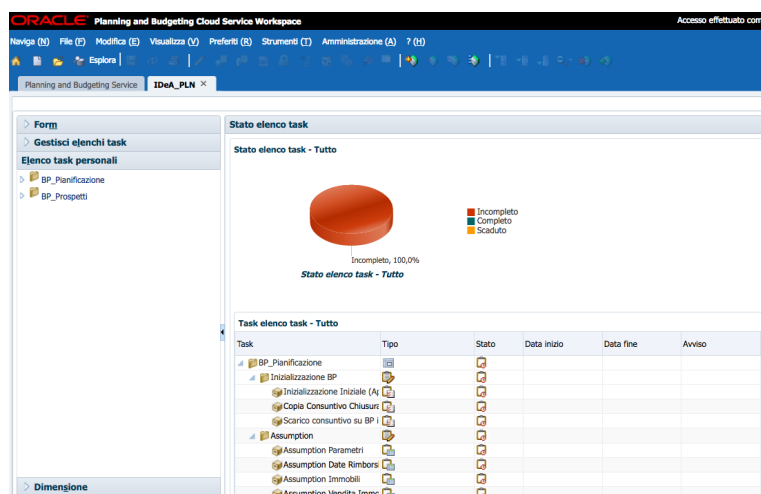 ORACLE Planning and Budgeting Cloud Service Workspace
Accesso effettuato com
Naviga (N) File (F) Modifica (E) Visualizza (V) Preferiti (R) Strumenti (T) Amministrazione (A) ? (H)
Esplora
Planning and Budgeting Service IDeA_PLN ×
Form
Gestisci elenchi task
Elenco task personali
BP_Pianificazione
BP_Prospetti
Dimensione
Stato elenco task
Stato elenco task - Tutto
Incompleto
Completo
Scaduto
Incompleto, 100,0%
Stato elenco task - Tutto
Task elenco task - Tutto
Task Tipo Stato Data inizio Data fine Avviso
BP_Pianificazione
Inizializzazione BP
Inizializzazione Iniziale (Ap
Copia Consuntivo Chiusura
Scarico consuntivo su BP i
Assumption
Assumption Parametri
Assumption Date Rimbors
Assumption Immobili
Assumption Vendita Immo